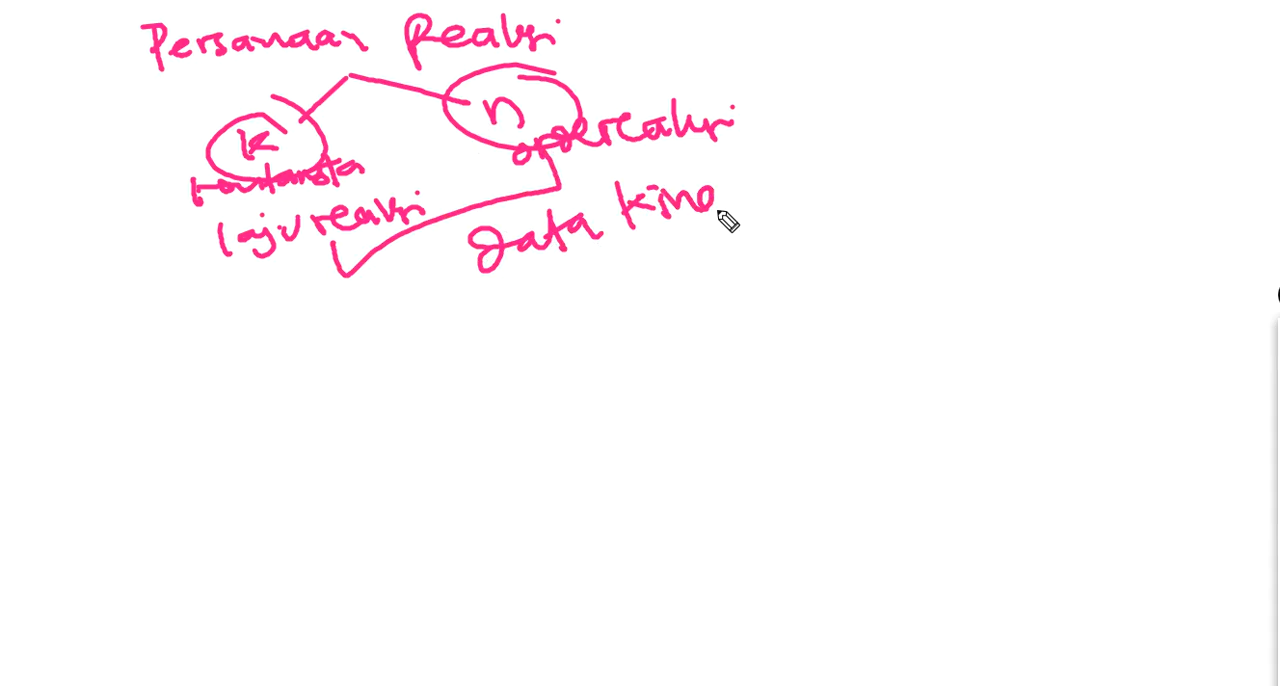 Persamaan Reaksi
k n
konstanta orde reaksi
laju reaksi
data kine